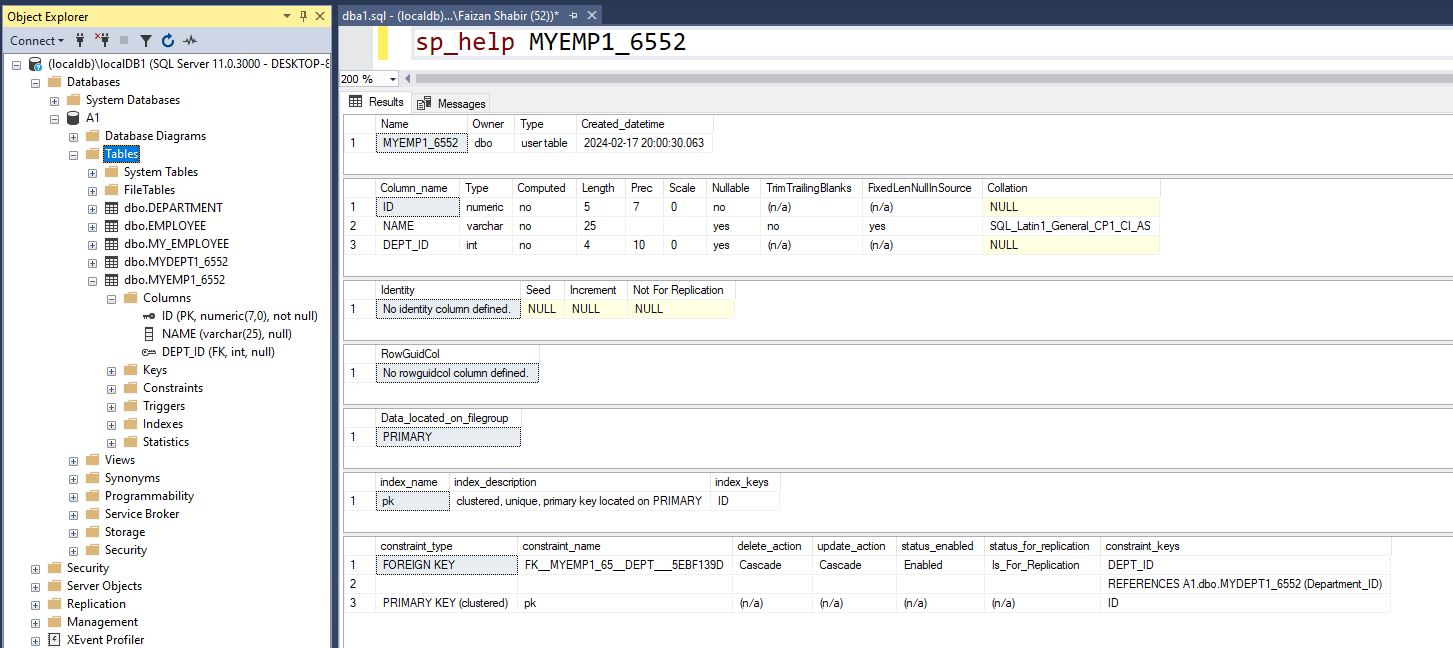 Object Explorer
Connect
(localdb)\localDB1 (SQL Server 11.0.3000 - DESKTOP-8
Databases
System Databases
A1
Database Diagrams
Tables
System Tables
FileTables
dbo.DEPARTMENT
dbo.EMPLOYEE
dbo.MY_EMPLOYEE
dbo.MYDEPT1_6552
dbo.MYEMP1_6552
Columns
ID (PK, numeric(7,0), not null)
NAME (varchar(25), null)
DEPT_ID (FK, int, null)
Keys
Constraints
Triggers
Indexes
Statistics
Views
Synonyms
Programmability
Service Broker
Storage
Security
Security
Server Objects
Replication
Management
XEvent Profiler
dba1.sql - (localdb)...\Faizan Shabir (52))*
sp_help MYEMP1_6552
200 %
Results Messages
Name Owner Type Created_datetime
1 MYEMP1_6552 dbo user table 2024-02-17 20:00:30.063
Column_name Type Computed Length Prec Scale Nullable TrimTrailingBlanks FixedLenNullInSource Collation
1 ID numeric no 5 7 0 no (n/a) (n/a) NULL
2 NAME varchar no 25 yes no yes SQL_Latin1_General_CP1_CI_AS
3 DEPT_ID int no 4 10 0 yes (n/a) (n/a) NULL
Identity Seed Increment Not For Replication
1 No identity column defined. NULL NULL NULL
RowGuidCol
1 No rowguidcol column defined.
Data_located_on_filegroup
1 PRIMARY
index_name index_description index_keys
1 pk clustered, unique, primary key located on PRIMARY ID
constraint_type constraint_name delete_action update_action status_enabled status_for_replication constraint_keys
1 FOREIGN KEY FK__MYEMP1_65__DEPT___5EBF139D Cascade Cascade Enabled Is_For_Replication DEPT_ID
2 REFERENCES A1.dbo.MYDEPT1_6552 (Department_ID)
3 PRIMARY KEY (clustered) pk (n/a) (n/a) (n/a) (n/a) ID